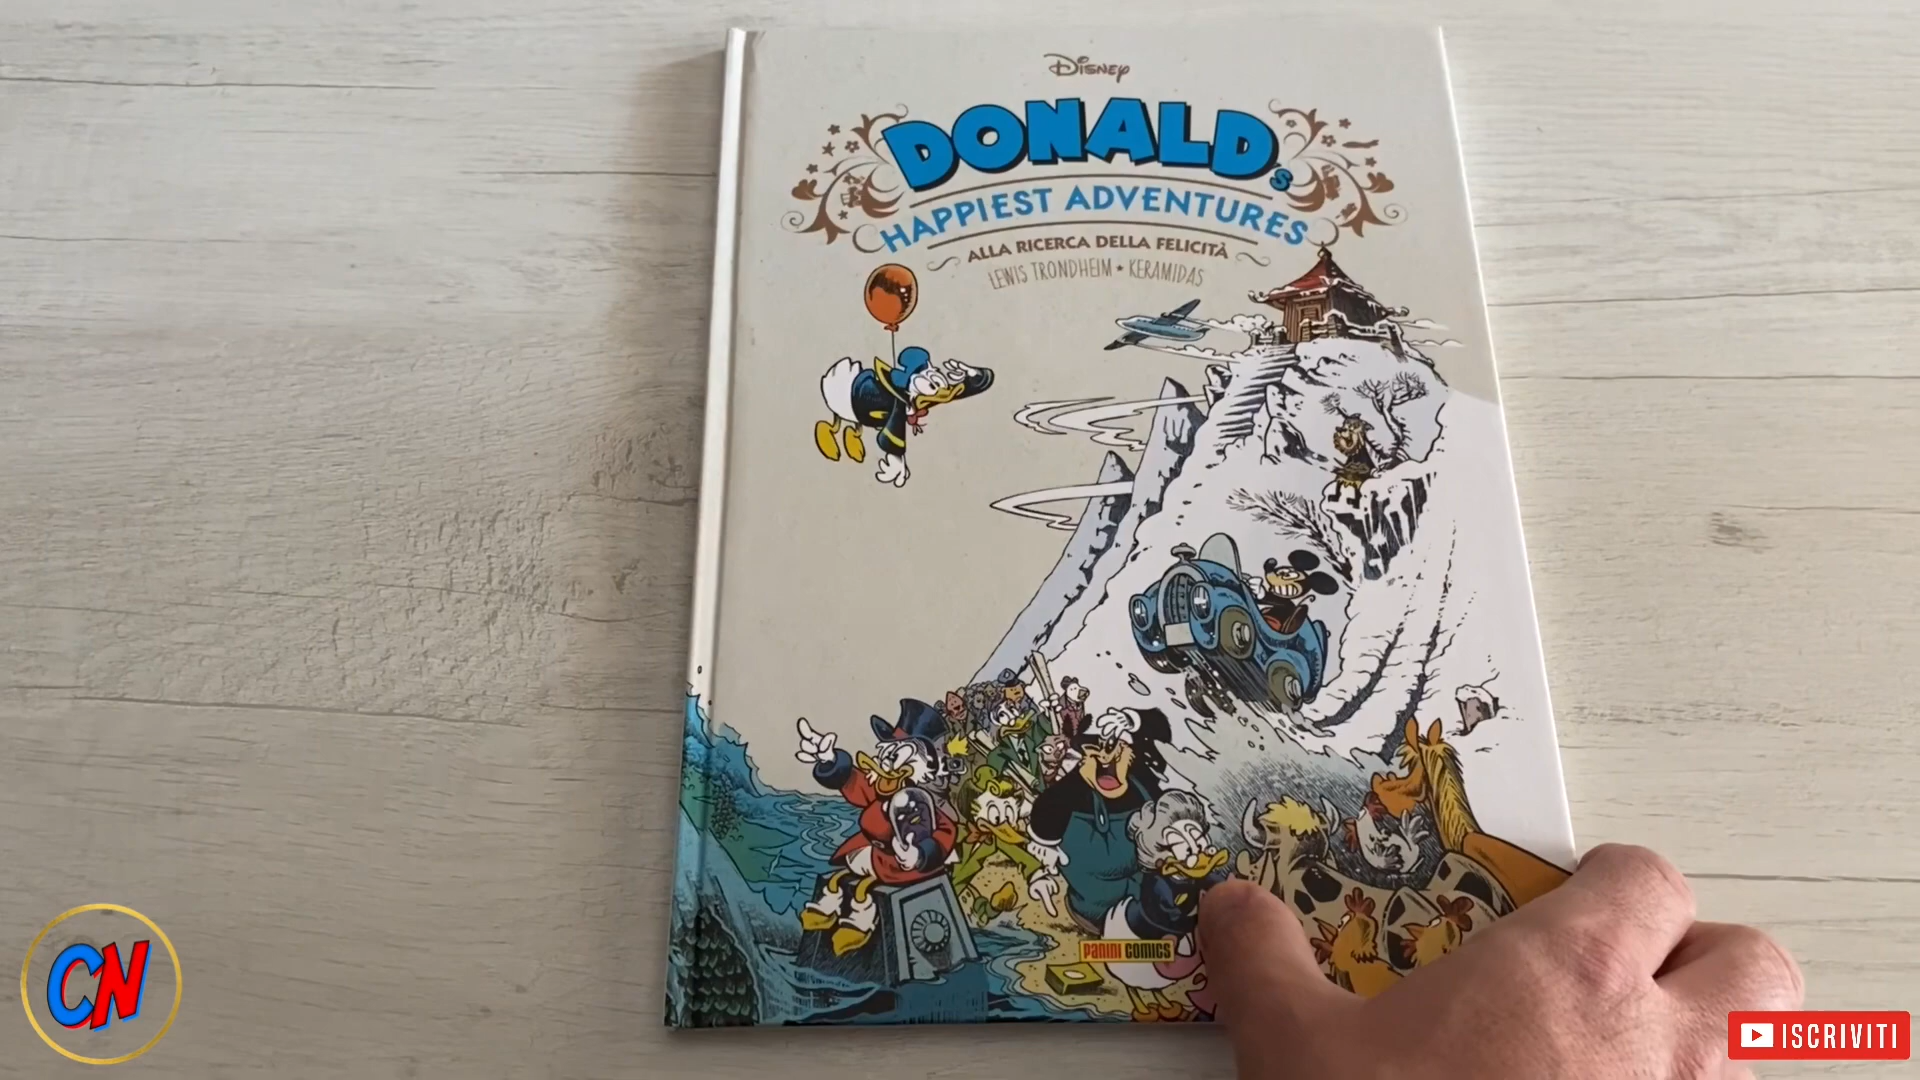 Disney
DONALD's
HAPPIEST ADVENTURES
ALLA RICERCA DELLA FELICITÀ
LEWIS TRONDHEIM * KERAMIDAS
PANINI COMICS
CN
ISCRIVITI